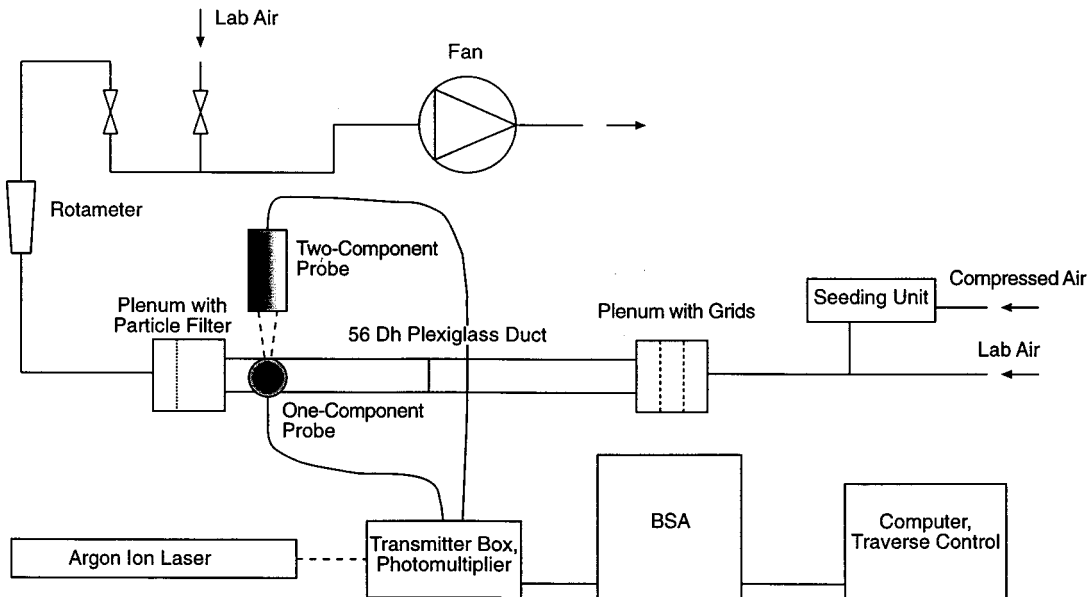 Lab Air
Fan
Rotameter
Two-Component
Probe
Plenum with
Particle Filter
56 Dh Plexiglass Duct
Plenum with Grids
Seeding Unit
Compressed Air
Lab Air
One-Component
Probe
Argon Ion Laser
Transmitter Box,
Photomultiplier
BSA
Computer,
Traverse Control